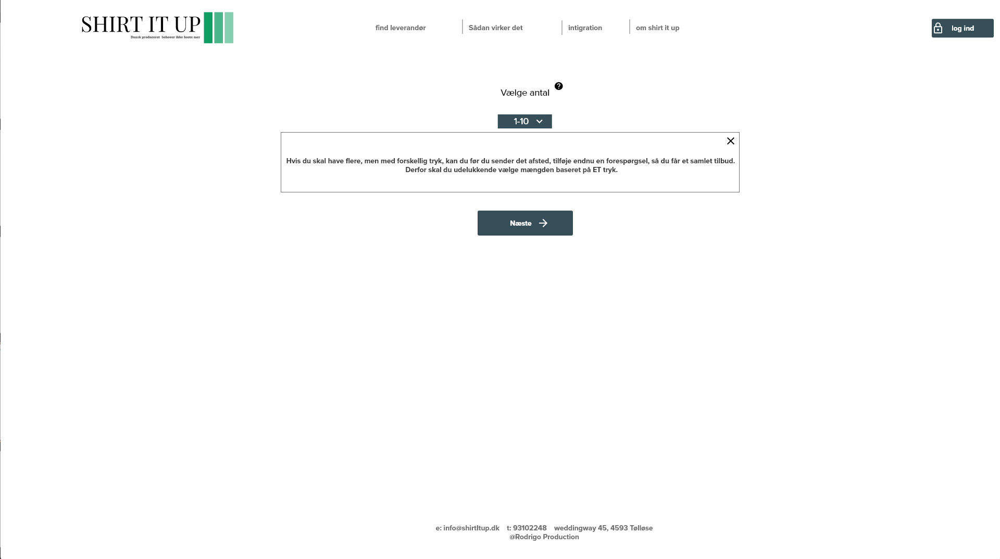 SHIRT IT UP
Dansk produceret behøver ikke koste mer
find leverandør
Sådan virker det
intigration
om shirt it up
log ind
Vælge antal
1-10
Hvis du skal have flere, men med forskellig tryk, kan du før du sender det afsted, tilføje endnu en forespørgsel, så du får et samlet tilbud.
Derfor skal du udelukkende vælge mængden baseret på ET tryk.
Næste
e: info@shirtItup.dk t: 93102248 weddingway 45, 4593 Tølløse
@Rodrigo Production